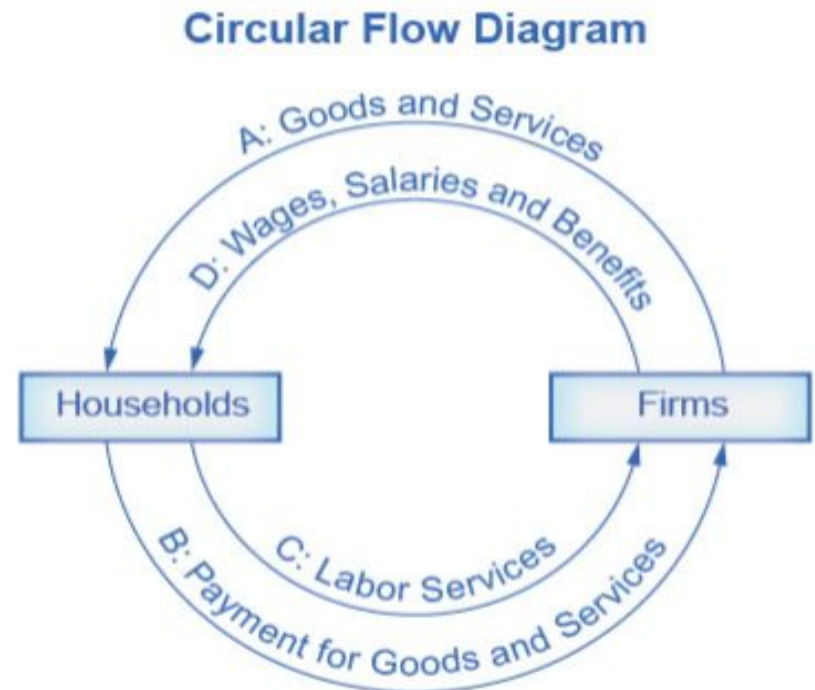 Circular Flow Diagram
A: Goods and Services
D: Wages, Salaries and Benefits
Households
Firms
C: Labor Services
B: Payment for Goods and Services